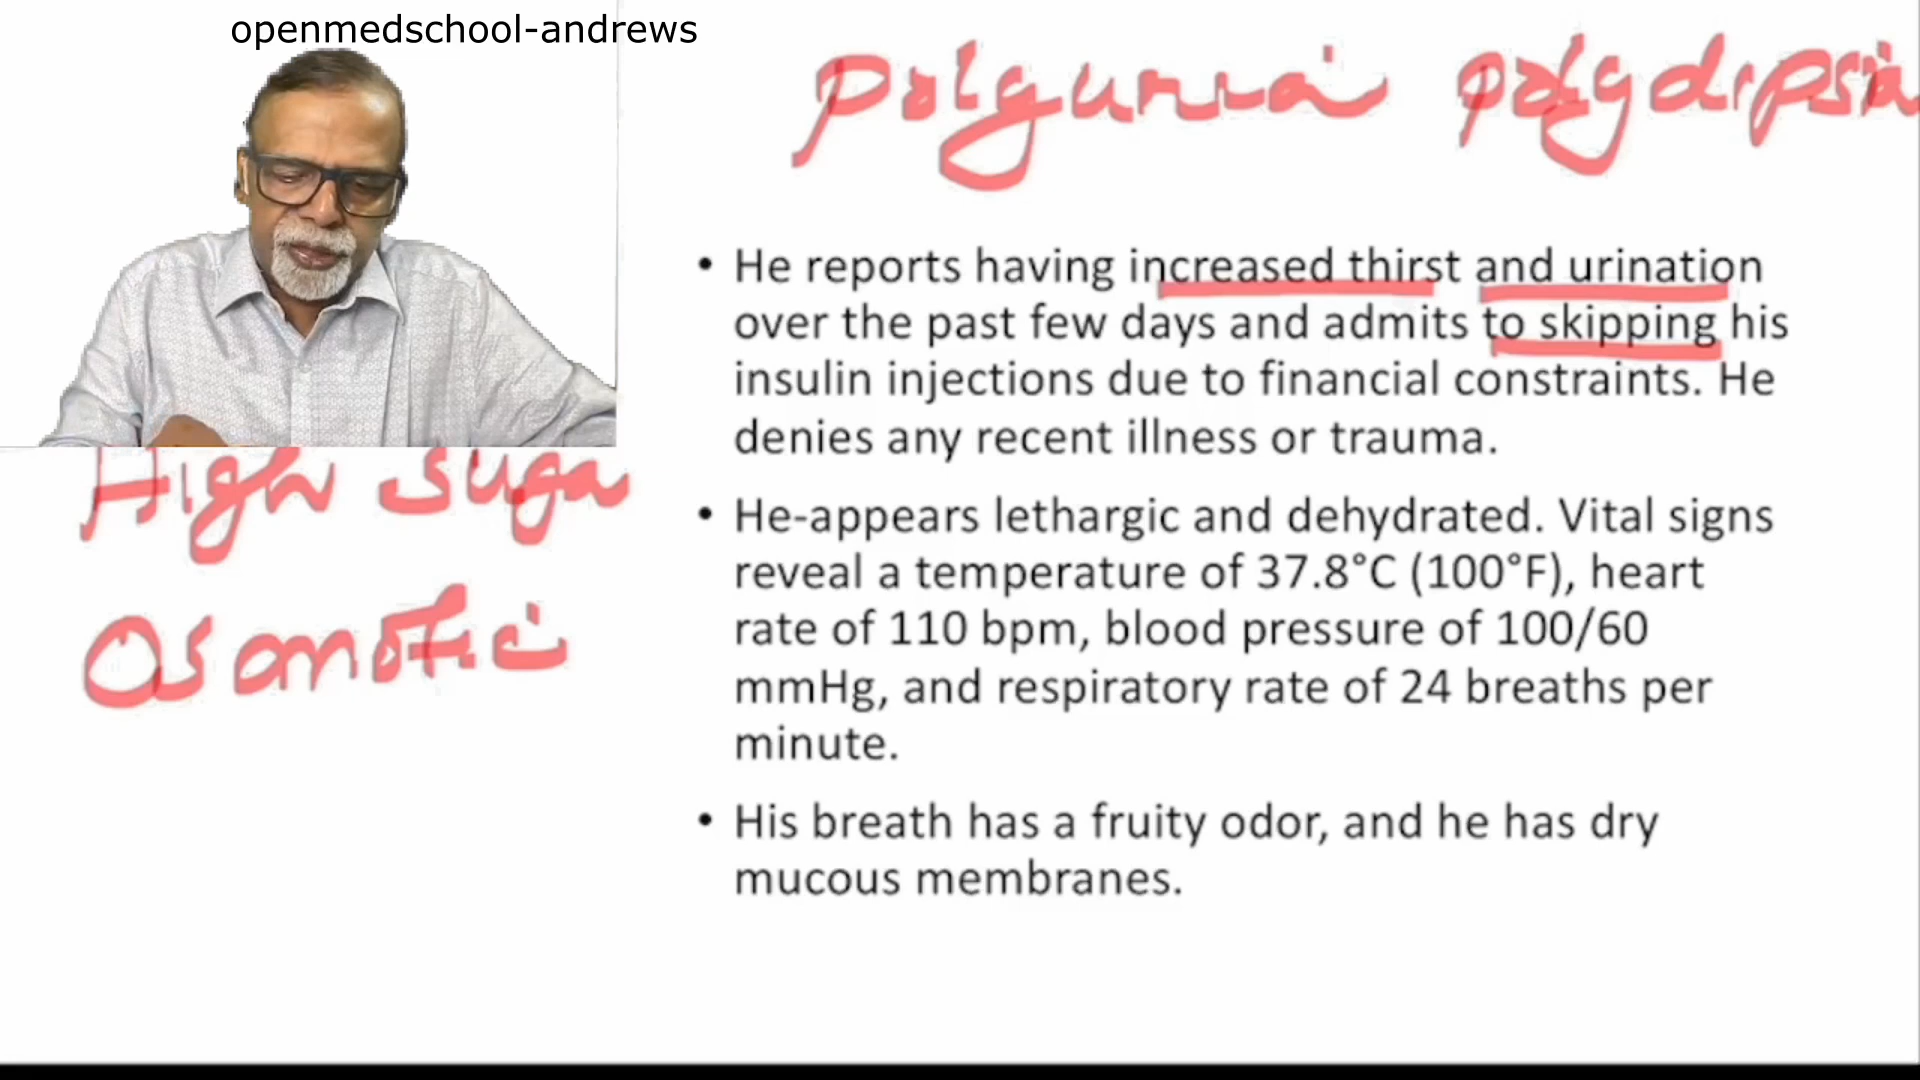 openmedschool-andrews
polyuria polydipsia
• He reports having increased thirst and urination
over the past few days and admits to skipping his
insulin injections due to financial constraints. He
denies any recent illness or trauma.
• He-appears lethargic and dehydrated. Vital signs
reveal a temperature of 37.8°C (100°F), heart
rate of 110 bpm, blood pressure of 100/60
mmHg, and respiratory rate of 24 breaths per
minute.
• His breath has a fruity odor, and he has dry
mucous membranes.
High suga
Osmotic